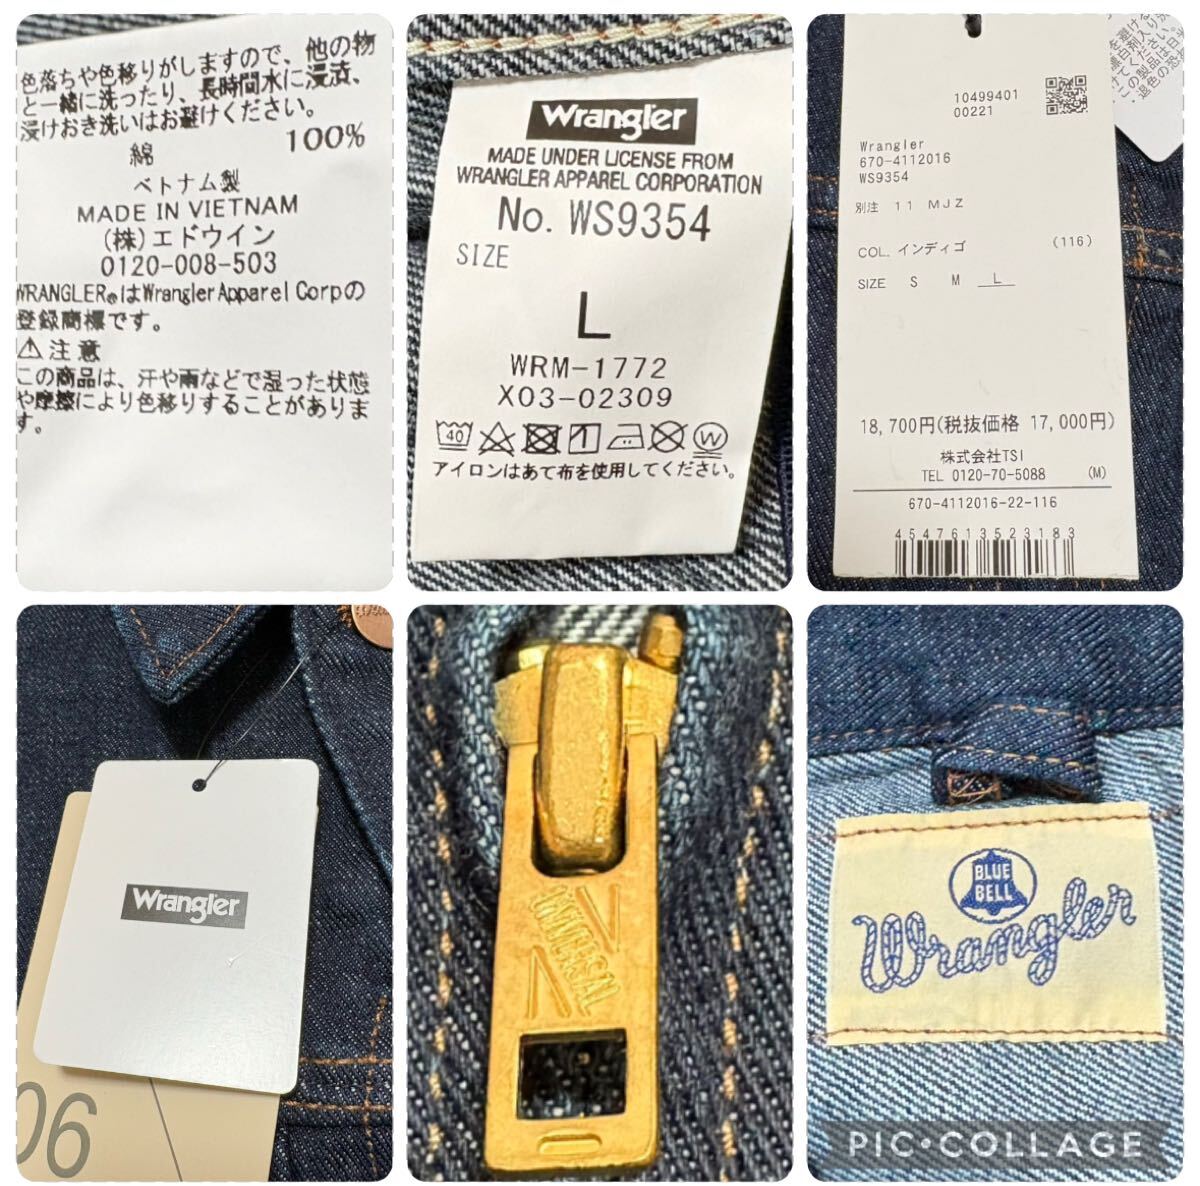 色落ちや色移りがしますので、他の物
と一緒に洗ったり、長時間水に浸漬、
浸けおき洗いはお避けください。
綿 100%
ベトナム製
MADE IN VIETNAM
(株)エドウイン
0120-008-503
WRANGLER®はWrangler Apparel Corpの
登録商標です。
⚠注意
この商品は、汗や雨などで湿った状態
や摩擦により色移りすることがありま
す。
Wrangler
MADE UNDER LICENSE FROM
WRANGLER APPAREL CORPORATION
No. WS9354
SIZE
L
WRM-1772
X03-02309
40
アイロンはあて布を使用してください。
10499401
00221
Wrangler
670-4112016
WS9354
別注 11MJZ
COL. インディゴ (116)
SIZE S M L
18,700円(税抜価格 17,000円)
株式会社TSI
TEL 0120-70-5088 (M)
670-4112016-22-116
4547613523183
Wrangler
06
UNIVERSAL
BLUE
BELL
Wrangler
PIC•COLLAGE